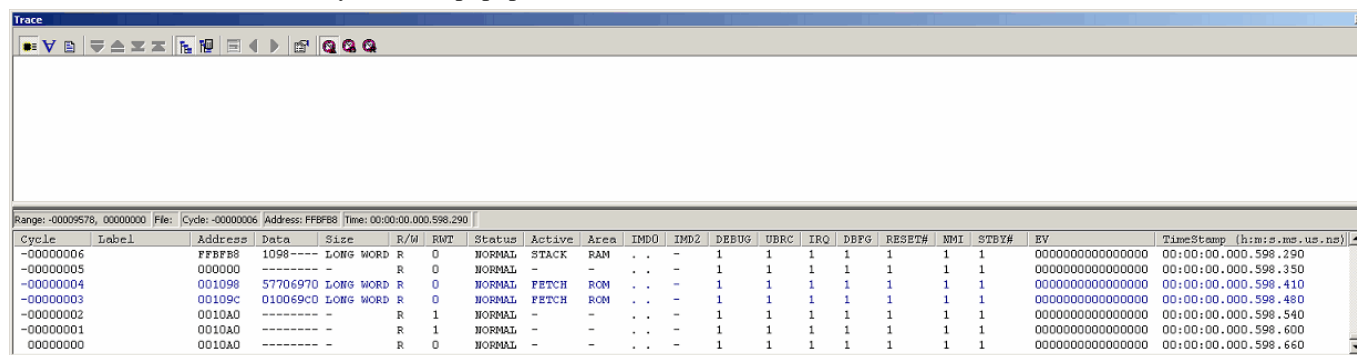 Trace
Range: -00009578, 00000000 File: Cycle: -00000006 Address: FFBFB8 Time: 00:00:00.000.598.290
Cycle Label Address Data Size R/W RWT Status Active Area IMD0 IMD2 DEBUG UBRC IRQ DBFG RESET# NMI STBY# EV TimeStamp (h:m:s.ms.us.ns)
-00000006 FFBFB8 1098---- LONG WORD R 0 NORMAL STACK RAM . . - 1 1 1 1 1 1 1 0000000000000000 00:00:00.000.598.290
-00000005 000000 -------- - R 0 NORMAL - - . . - 1 1 1 1 1 1 1 0000000000000000 00:00:00.000.598.350
-00000004 001098 57706970 LONG WORD R 0 NORMAL FETCH ROM . . - 1 1 1 1 1 1 1 0000000000000000 00:00:00.000.598.410
-00000003 00109C 010069C0 LONG WORD R 0 NORMAL FETCH ROM . . - 1 1 1 1 1 1 1 0000000000000000 00:00:00.000.598.480
-00000002 0010A0 -------- - R 1 NORMAL - - . . - 1 1 1 1 1 1 1 0000000000000000 00:00:00.000.598.540
-00000001 0010A0 -------- - R 1 NORMAL - - . . - 1 1 1 1 1 1 1 0000000000000000 00:00:00.000.598.600
00000000 0010A0 -------- - R 0 NORMAL - - . . - 1 1 1 1 1 1 1 0000000000000000 00:00:00.000.598.660